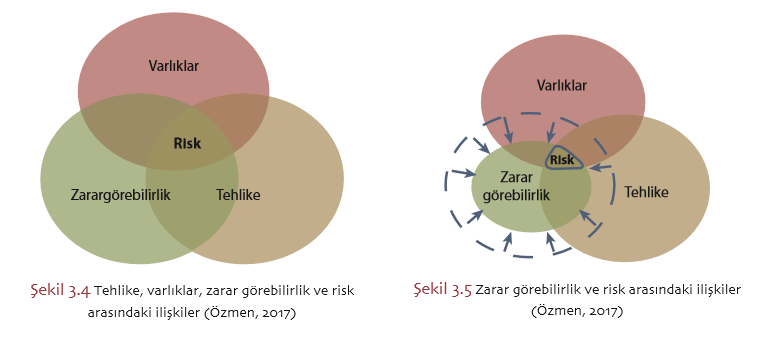 Varlıklar
Risk
Zarargörebilirlik
Tehlike
Şekil 3.4 Tehlike, varlıklar, zarar görebilirlik ve risk
arasındaki ilişkiler (Özmen, 2017)
Varlıklar
Risk
Zarar
görebilirlik
Tehlike
Şekil 3.5 Zarar görebilirlik ve risk arasındaki ilişkiler
(Özmen, 2017)